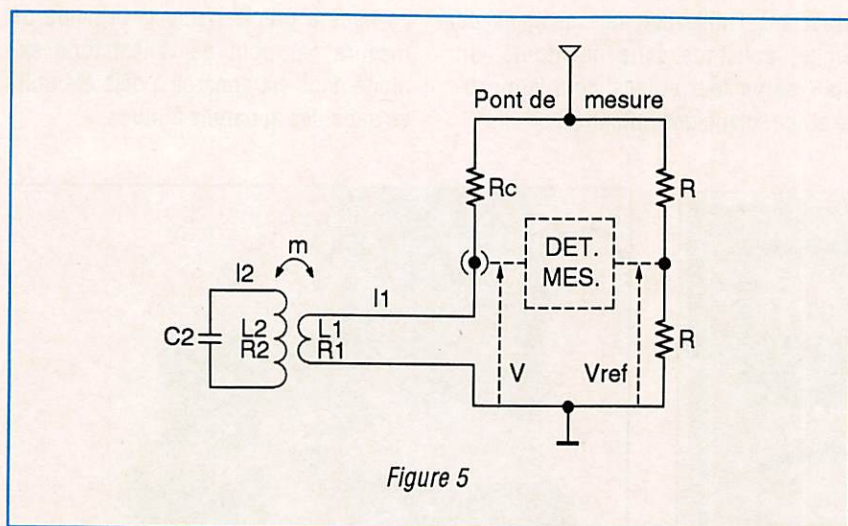 Pont de mesure
Rc
R
DET.
MES.
m
I2
I1
C2
L2
R2
L1
R1
V
Vref
R
Figure 5